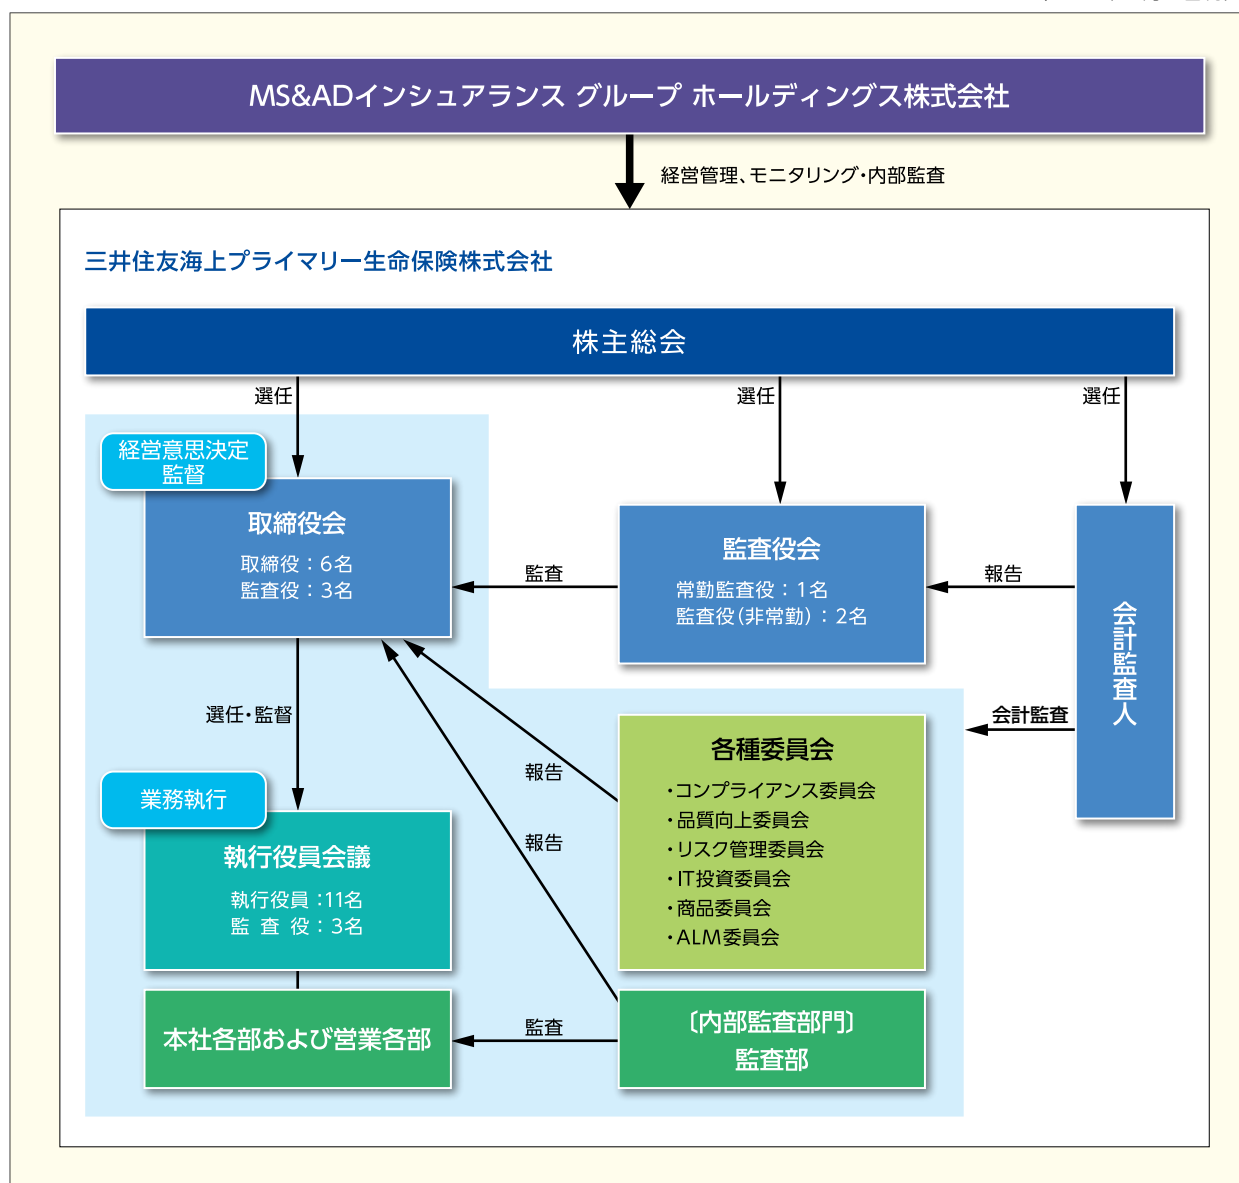 MS&ADインシュアランス グループ ホールディングス株式会社
経営管理、モニタリング・内部監査
三井住友海上プライマリー生命保険株式会社
株主総会
選任
選任
選任
経営意思決定
監督
取締役会
取締役：6名
監査役：3名
監査
監査役会
常勤監査役：1名
監査役(非常勤)：2名
報告
会計監査人
選任・監督
会計監査
各種委員会
・コンプライアンス委員会
・品質向上委員会
・リスク管理委員会
・IT投資委員会
・商品委員会
・ALM委員会
報告
報告
業務執行
執行役員会議
執行役員：11名
監 査 役：3名
本社各部および営業各部
監査
〔内部監査部門〕
監査部